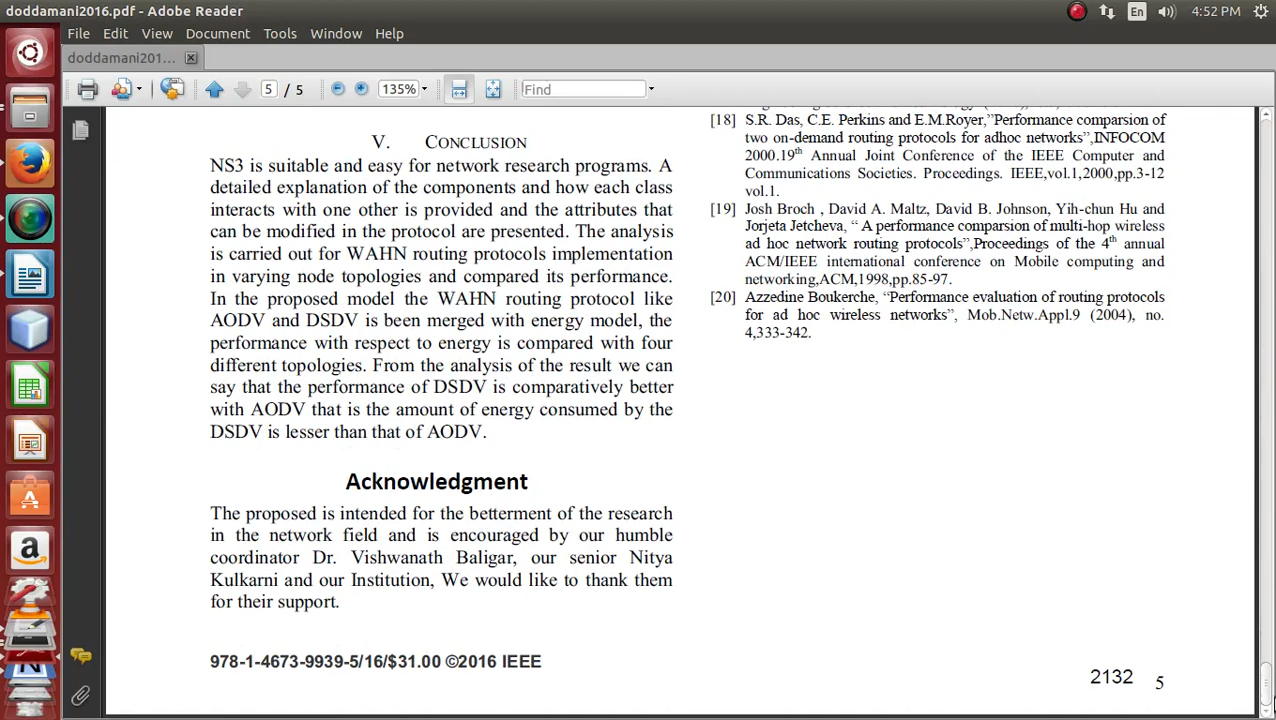 doddamani2016.pdf - Adobe Reader
En
4:52 PM
File Edit View Document Tools Window Help
doddamani201...
5 / 5
135%
Find
V. CONCLUSION
NS3 is suitable and easy for network research programs. A
detailed explanation of the components and how each class
interacts with one other is provided and the attributes that
can be modified in the protocol are presented. The analysis
is carried out for WAHN routing protocols implementation
in varying node topologies and compared its performance.
In the proposed model the WAHN routing protocol like
AODV and DSDV is been merged with energy model, the
performance with respect to energy is compared with four
different topologies. From the analysis of the result we can
say that the performance of DSDV is comparatively better
with AODV that is the amount of energy consumed by the
DSDV is lesser than that of AODV.
Acknowledgment
The proposed is intended for the betterment of the research
in the network field and is encouraged by our humble
coordinator Dr. Vishwanath Baligar, our senior Nitya
Kulkarni and our Institution, We would like to thank them
for their support.
978-1-4673-9939-5/16/$31.00 ©2016 IEEE
[18] S.R. Das, C.E. Perkins and E.M.Royer,"Performance comparsion of
two on-demand routing protocols for adhoc networks",INFOCOM
2000.19th Annual Joint Conference of the IEEE Computer and
Communications Societies. Proceedings. IEEE,vol.1,2000,pp.3-12
vol.1.
[19] Josh Broch , David A. Maltz, David B. Johnson, Yih-chun Hu and
Jorjeta Jetcheva, “ A performance comparsion of multi-hop wireless
ad hoc network routing protocols”,Proceedings of the 4th annual
ACM/IEEE international conference on Mobile computing and
networking,ACM,1998,pp.85-97.
[20] Azzedine Boukerche, “Performance evaluation of routing protocols
for ad hoc wireless networks”, Mob.Netw.Appl.9 (2004), no.
4,333-342.
2132
5